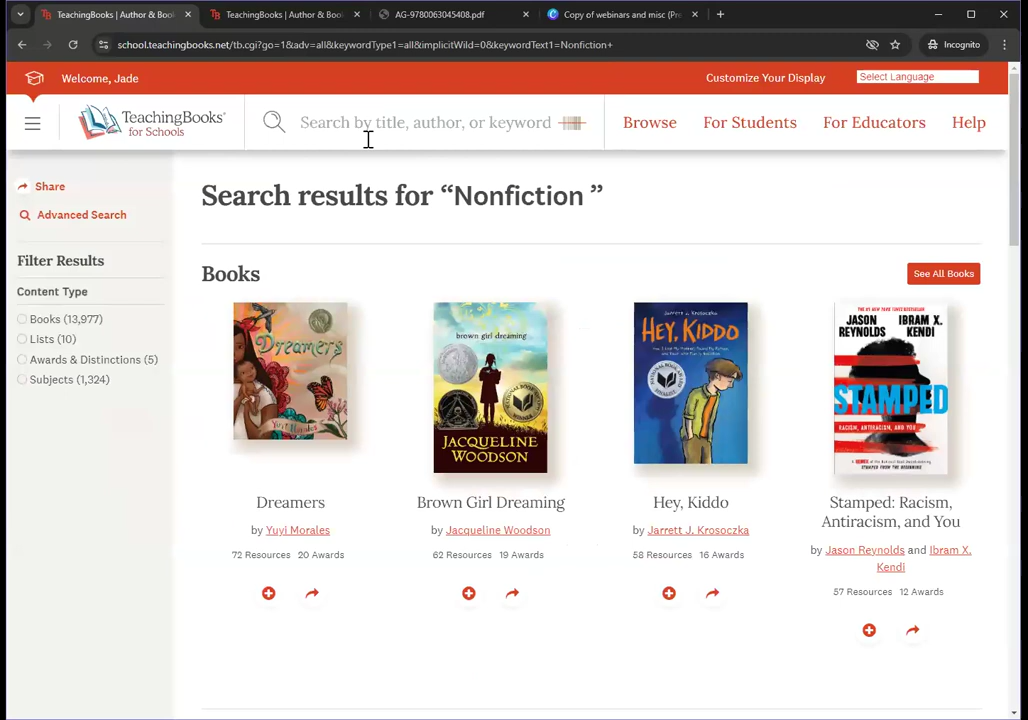 TeachingBooks | Author & Book
TeachingBooks | Author & Boo
AG-9780063045408.pdf
Copy of webinars and misc (Pre
school.teachingbooks.net/tb.cgi?go=1&adv=all&keywordType1=all&implicitWild=0&keywordText1=Nonfiction+
Incognito
Welcome, Jade
Customize Your Display
Select Language
TeachingBooks
for Schools
Search by title, author, or keyword
Browse
For Students
For Educators
Help
Share
Advanced Search
Filter Results
Content Type
Books (13,977)
Lists (10)
Awards & Distinctions (5)
Subjects (1,324)
Search results for “Nonfiction ”
Books
See All Books
Dreamers
Yuyi Morales
brown girl dreaming
JACQUELINE
WOODSON
Jarrett J. Krosoczka
HEY, KIDDO
JASON
REYNOLDS
IBRAM X.
KENDI
STAMPED
RACISM, ANTIRACISM, AND YOU
Dreamers
by Yuyi Morales
72 Resources 20 Awards
Brown Girl Dreaming
by Jacqueline Woodson
62 Resources 19 Awards
Hey, Kiddo
by Jarrett J. Krosoczka
58 Resources 16 Awards
Stamped: Racism,
Antiracism, and You
by Jason Reynolds and Ibram X.
Kendi
57 Resources 12 Awards